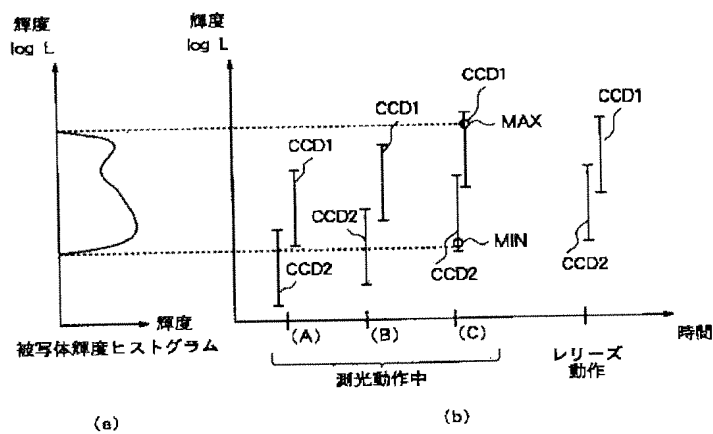 輝度
log L
輝度
被写体輝度ヒストグラム
(a)
輝度
log L
CCD1
CCD2
CCD1
CCD2
CCD1
MAX
MIN
CCD2
CCD1
CCD2
(A)
(B)
(C)
時間
測光動作中
レリーズ
動作
(b)